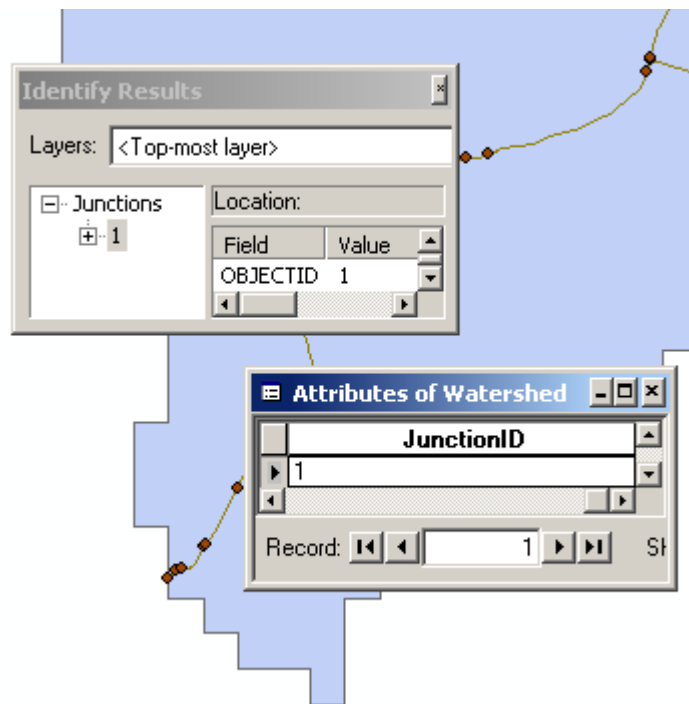 Identify Results
Layers: <Top-most layer>
Junctions
1
Location:
Field Value
OBJECTID 1
Attributes of Watershed
JunctionID
1
Record: 1